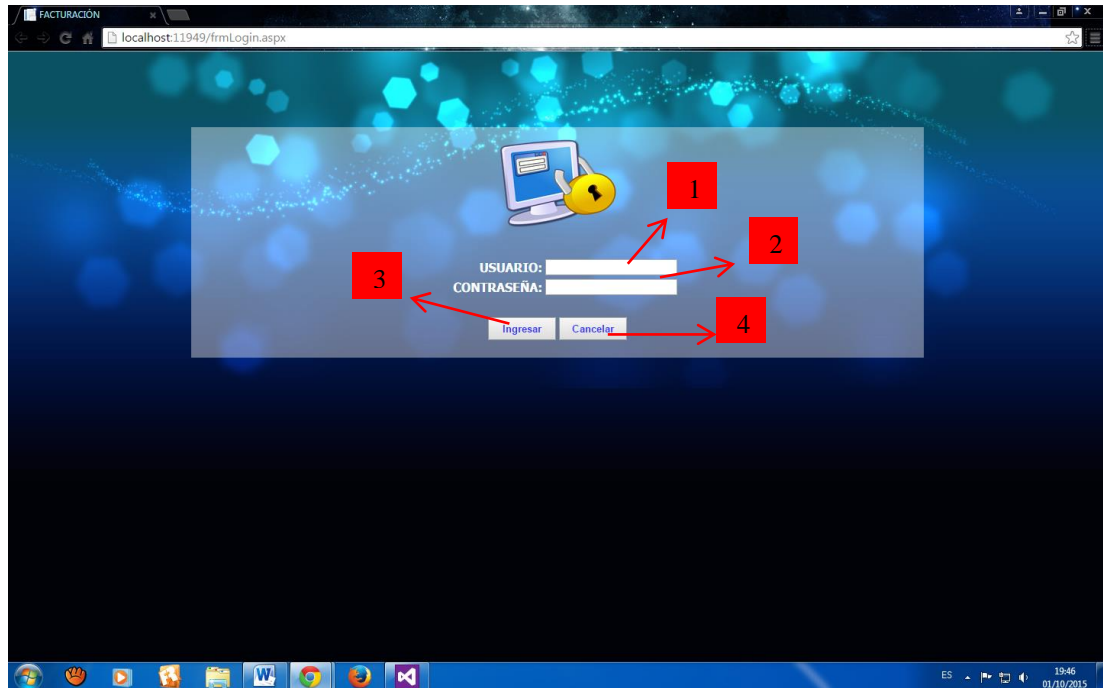 FACTURACIÓN
localhost:11949/frmLogin.aspx
1
2
USUARIO:
3
CONTRASEÑA:
Ingresar Cancelar
4
ES
19:46
01/10/2015